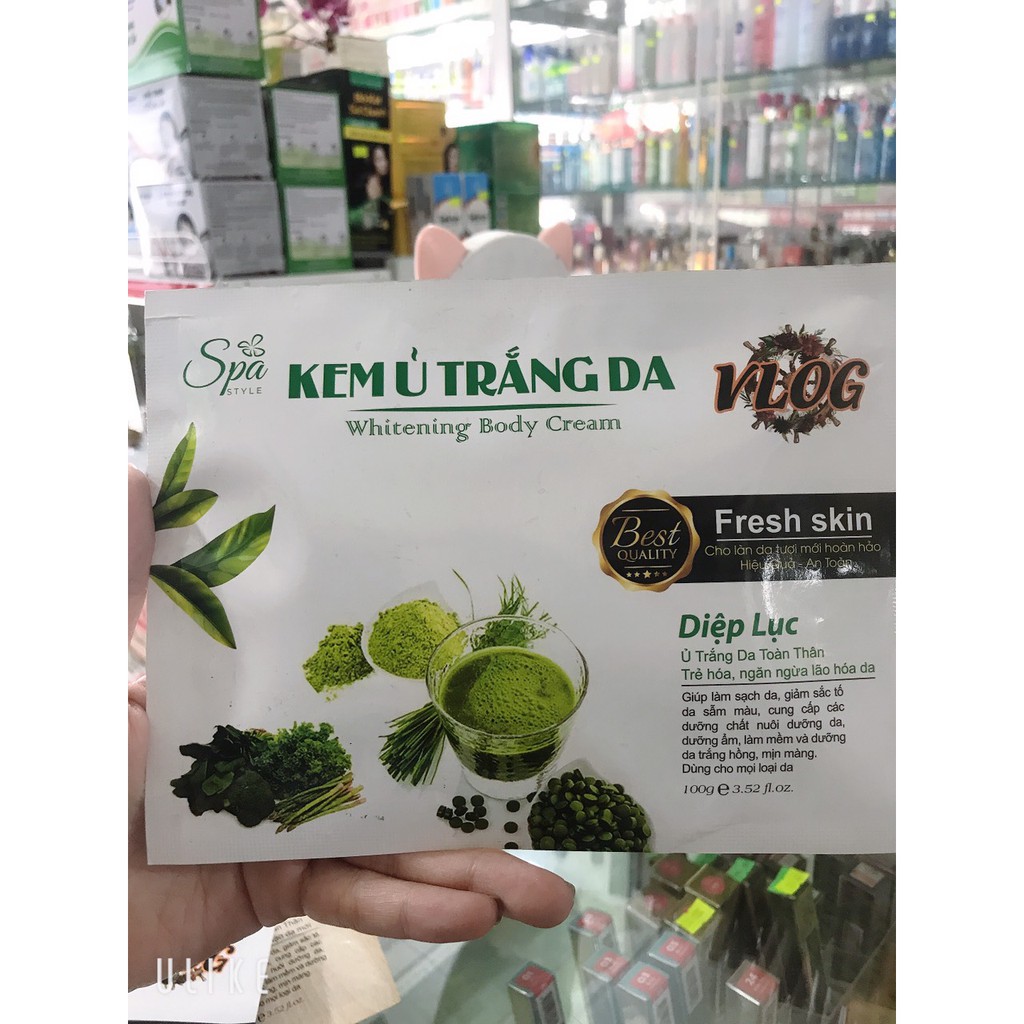 Spa
STYLE
KEM Ủ TRẮNG DA
Whitening Body Cream
VLOG
Best
QUALITY
Fresh skin
Cho làn da tươi mới hoàn hảo
Hiệu Quả - An Toàn
Diệp Lục
Ủ Trắng Da Toàn Thân
Trẻ hóa, ngăn ngừa lão hóa da
Giúp làm sạch da, giảm sắc tố
da sẫm màu, cung cấp các
dưỡng chất nuôi dưỡng da,
dưỡng ẩm, làm mềm và dưỡng
da trắng hồng, mịn màng.
Dùng cho mọi loại da
100g e 3.52 fl.oz.
ULIKE